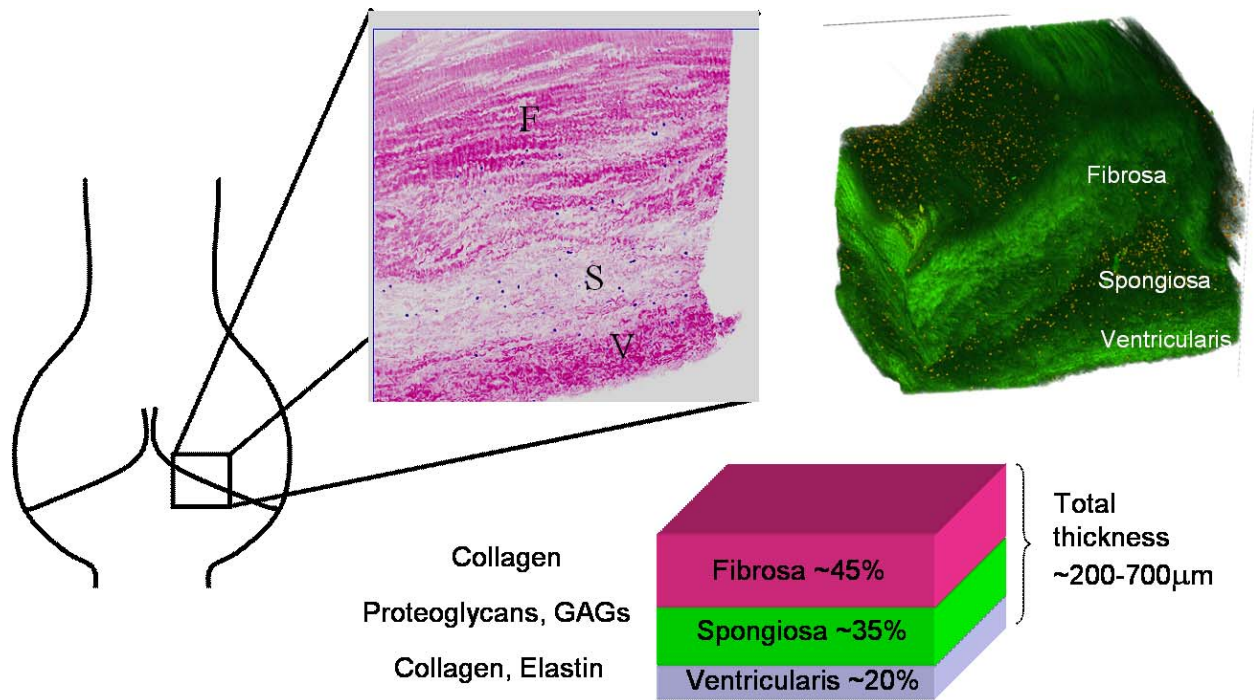 F
S
V
Fibrosa
Spongiosa
Ventricularis
Collagen
Proteoglycans, GAGs
Collagen, Elastin
Fibrosa ~45%
Spongiosa ~35%
Ventricularis ~20%
Total
thickness
~200-700μm